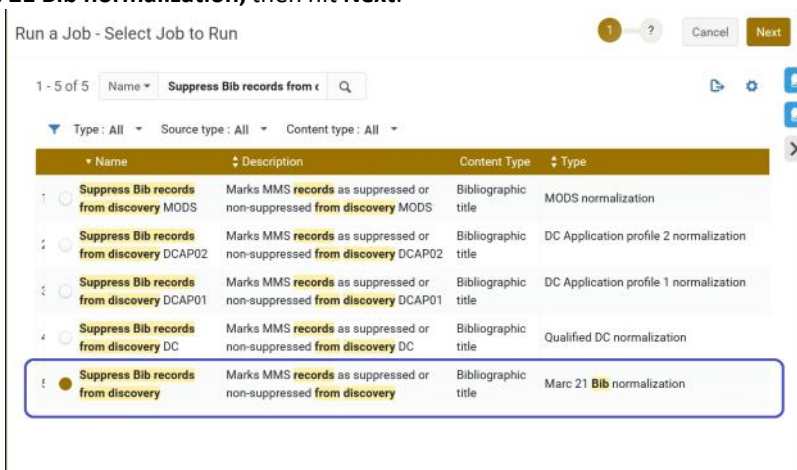 21 Bib normalization, then hit Next.
Run a Job - Select Job to Run
1 ? Cancel Next
1 - 5 of 5 Name Suppress Bib records from
Type : All Source type : All Content type : All
Name Description Content Type Type
1 Suppress Bib records Marks MMS records as suppressed or Bibliographic MODS normalization
from discovery MODS non-suppressed from discovery MODS title
2 Suppress Bib records Marks MMS records as suppressed or Bibliographic DC Application profile 2 normalization
from discovery DCAP02 non-suppressed from discovery DCAP02 title
Suppress Bib records Marks MMS records as suppressed or Bibliographic DC Application profile 1 normalization
from discovery DCAP01 non-suppressed from discovery DCAP01 title
Suppress Bib records Marks MMS records as suppressed or Bibliographic Qualified DC normalization
from discovery DC non-suppressed from discovery DC title
Suppress Bib records Marks MMS records as suppressed or Bibliographic Marc 21 Bib normalization
from discovery non-suppressed from discovery title